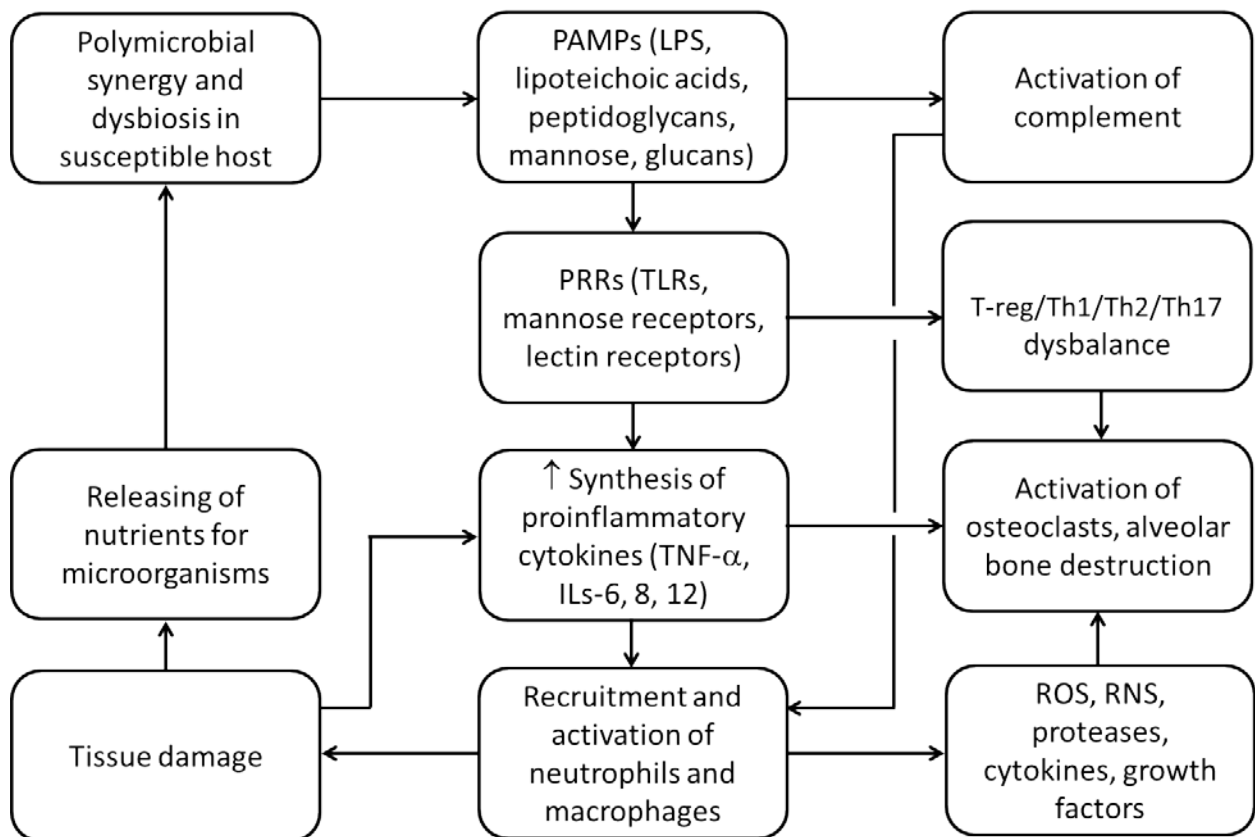 Polymicrobial
synergy and
dysbiosis in
susceptible host
PAMPs (LPS,
lipoteichoic acids,
peptidoglycans,
mannose, glucans)
Activation of
complement
PRRs (TLRs,
mannose receptors,
lectin receptors)
T-reg/Th1/Th2/Th17
dysbalance
Releasing of
nutrients for
microorganisms
↑ Synthesis of
proinflammatory
cytokines (TNF-α,
ILs-6, 8, 12)
Activation of
osteoclasts, alveolar
bone destruction
Tissue damage
Recruitment and
activation of
neutrophils and
macrophages
ROS, RNS,
proteases,
cytokines, growth
factors